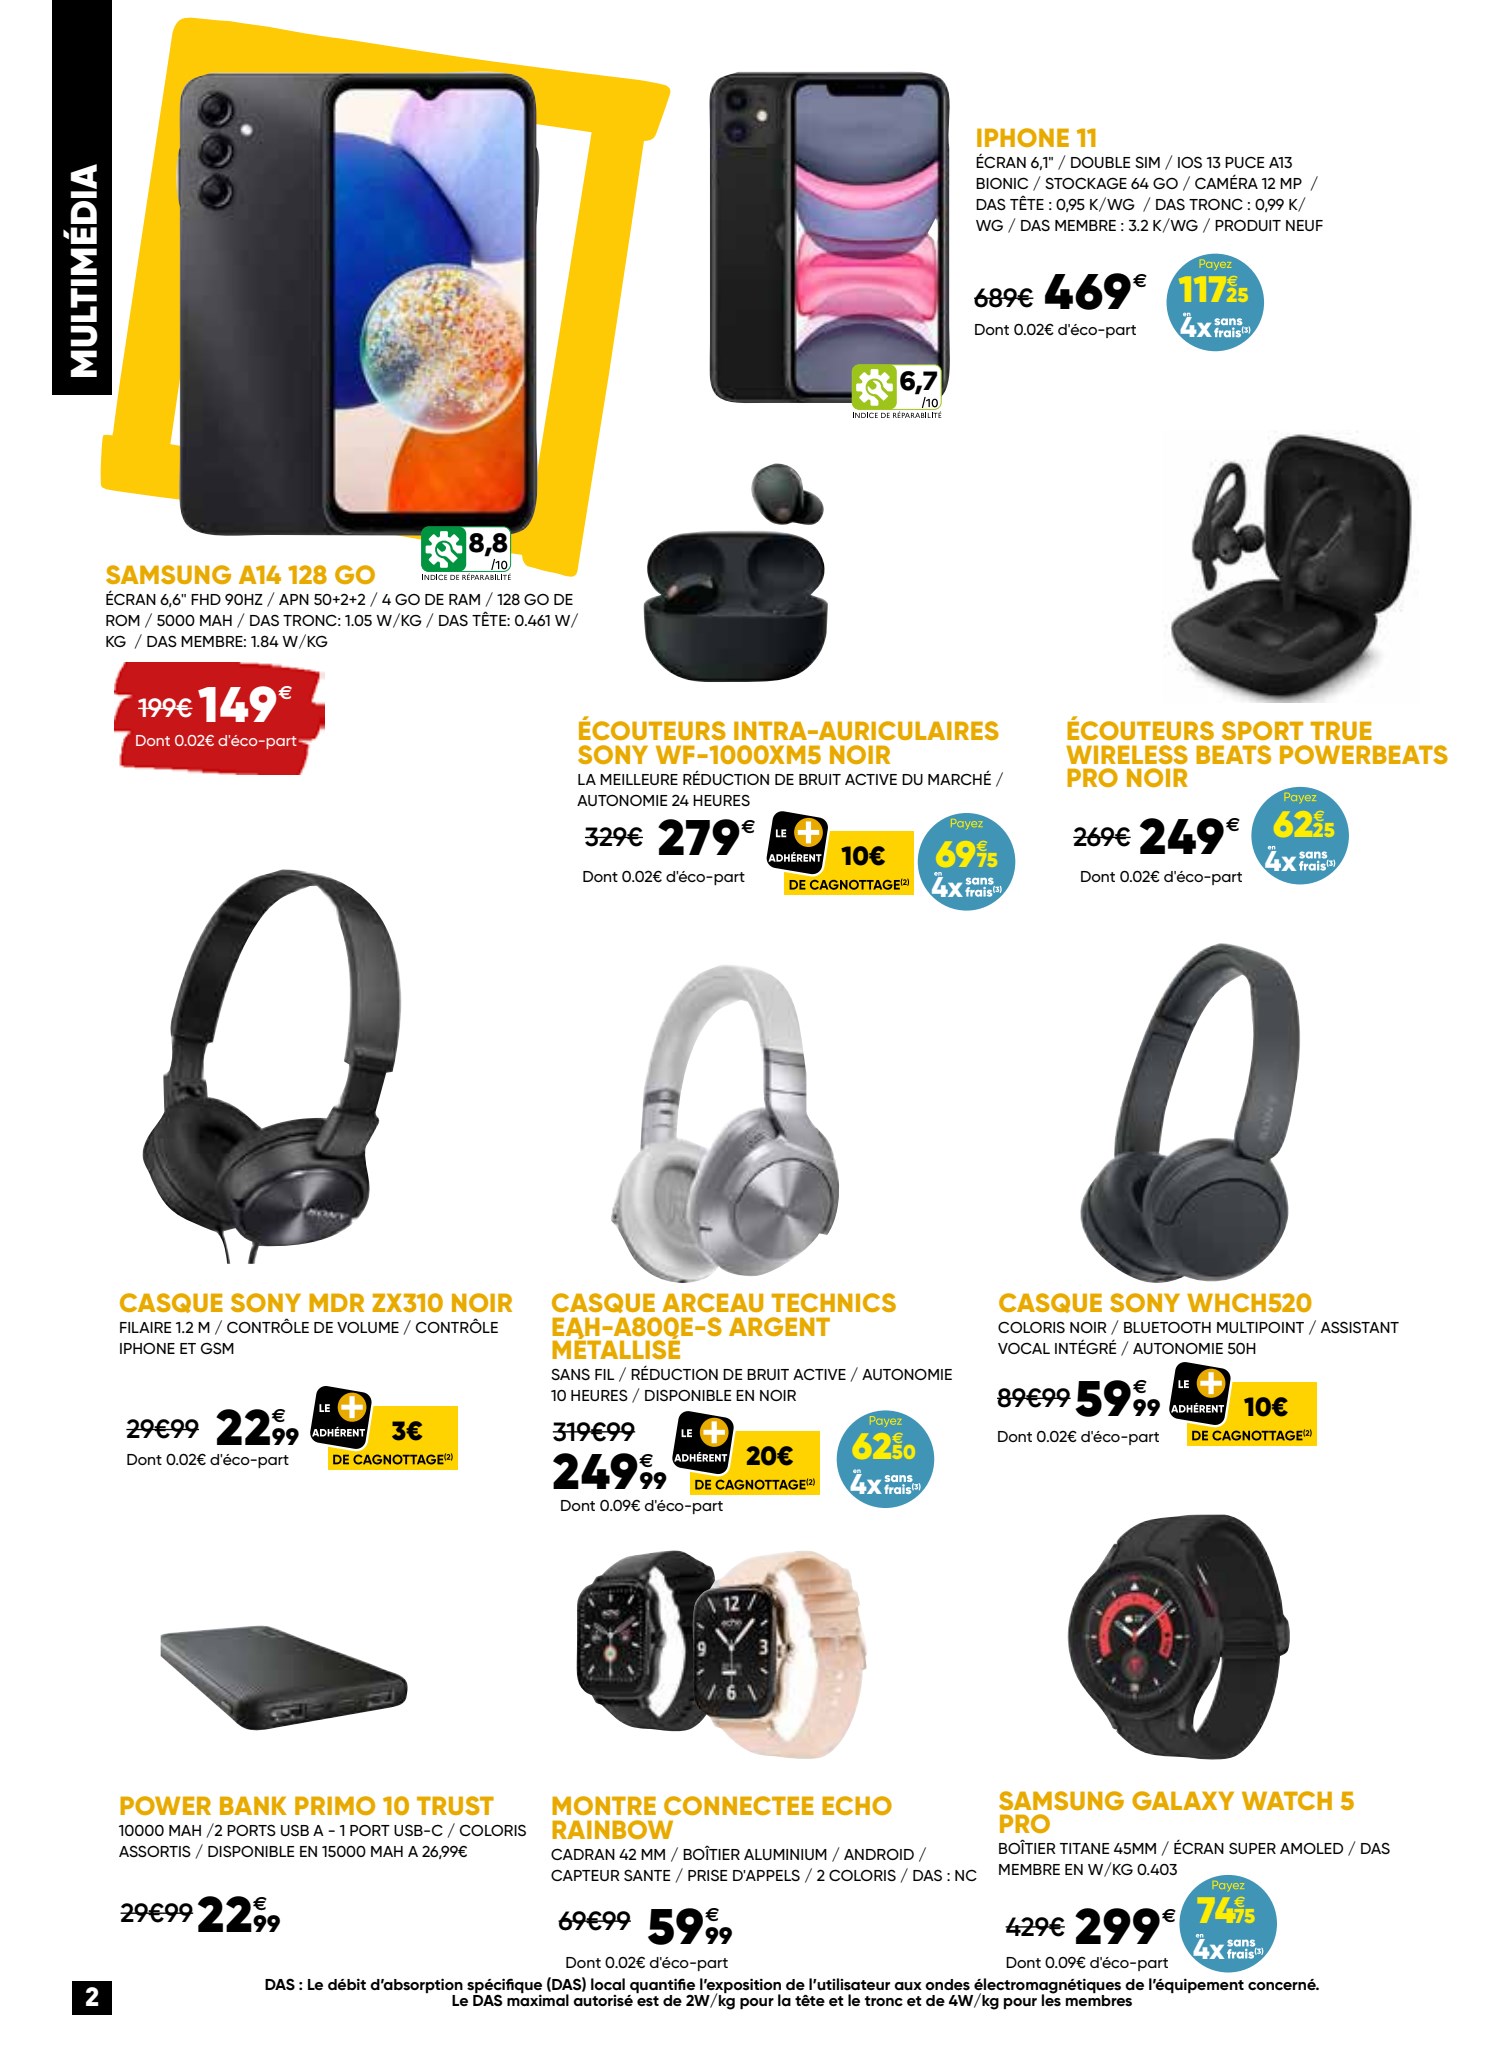 MULTIMÉDIA
IPHONE 11
ÉCRAN 6,1" / DOUBLE SIM / IOS 13 PUCE A13
BIONIC / STOCKAGE 64 GO / CAMÉRA 12 MP /
DAS TÊTE : 0,95 K/WG / DAS TRONC : 0,99 K/
WG / DAS MEMBRE : 3.2 K/WG / PRODUIT NEUF
689€ 469€
Dont 0.02€ d'éco-part
Payez
117€25
en 4x sans frais(3)
6,7
/10
INDICE DE RÉPARABILITÉ
8,8
/10
INDICE DE RÉPARABILITÉ
SAMSUNG A14 128 GO
ÉCRAN 6,6" FHD 90HZ / APN 50+2+2 / 4 GO DE RAM / 128 GO DE
ROM / 5000 MAH / DAS TRONC: 1.05 W/KG / DAS TÊTE: 0.461 W/
KG / DAS MEMBRE: 1.84 W/KG
199€ 149€
Dont 0.02€ d'éco-part
ÉCOUTEURS INTRA-AURICULAIRES
SONY WF-1000XM5 NOIR
LA MEILLEURE RÉDUCTION DE BRUIT ACTIVE DU MARCHÉ /
AUTONOMIE 24 HEURES
329€ 279€
Dont 0.02€ d'éco-part
LE +
ADHÉRENT
10€
DE CAGNOTTAGE(2)
Payez
69€75
en 4x sans frais(3)
ÉCOUTEURS SPORT TRUE
WIRELESS BEATS POWERBEATS
PRO NOIR
269€ 249€
Dont 0.02€ d'éco-part
Payez
62€25
en 4x sans frais(3)
SONY
SONY
CASQUE SONY MDR ZX310 NOIR
FILAIRE 1.2 M / CONTRÔLE DE VOLUME / CONTRÔLE
IPHONE ET GSM
29€99 22€99
Dont 0.02€ d'éco-part
LE +
ADHÉRENT
3€
DE CAGNOTTAGE(2)
CASQUE ARCEAU TECHNICS
EAH-A800E-S ARGENT
MÉTALLISÉ
SANS FIL / RÉDUCTION DE BRUIT ACTIVE / AUTONOMIE
10 HEURES / DISPONIBLE EN NOIR
319€99
249€99
Dont 0.09€ d'éco-part
LE +
ADHÉRENT
20€
DE CAGNOTTAGE(2)
Payez
62€50
en 4x sans frais(3)
CASQUE SONY WHCH520
COLORIS NOIR / BLUETOOTH MULTIPOINT / ASSISTANT
VOCAL INTÉGRÉ / AUTONOMIE 50H
89€99 59€99
Dont 0.02€ d'éco-part
LE +
ADHÉRENT
10€
DE CAGNOTTAGE(2)
echo
echo
12
3
6
9
POWER BANK PRIMO 10 TRUST
10000 MAH /2 PORTS USB A - 1 PORT USB-C / COLORIS
ASSORTIS / DISPONIBLE EN 15000 MAH A 26,99€
29€99 22€99
MONTRE CONNECTEE ECHO
RAINBOW
CADRAN 42 MM / BOÎTIER ALUMINIUM / ANDROID /
CAPTEUR SANTE / PRISE D'APPELS / 2 COLORIS / DAS : NC
69€99 59€99
Dont 0.02€ d'éco-part
SAMSUNG GALAXY WATCH 5
PRO
BOÎTIER TITANE 45MM / ÉCRAN SUPER AMOLED / DAS
MEMBRE EN W/KG 0.403
429€ 299€
Dont 0.09€ d'éco-part
Payez
74€75
en 4x sans frais(3)
DAS : Le débit d'absorption spécifique (DAS) local quantifie l'exposition de l'utilisateur aux ondes électromagnétiques de l'équipement concerné.
Le DAS maximal autorisé est de 2W/kg pour la tête et le tronc et de 4W/kg pour les membres
2